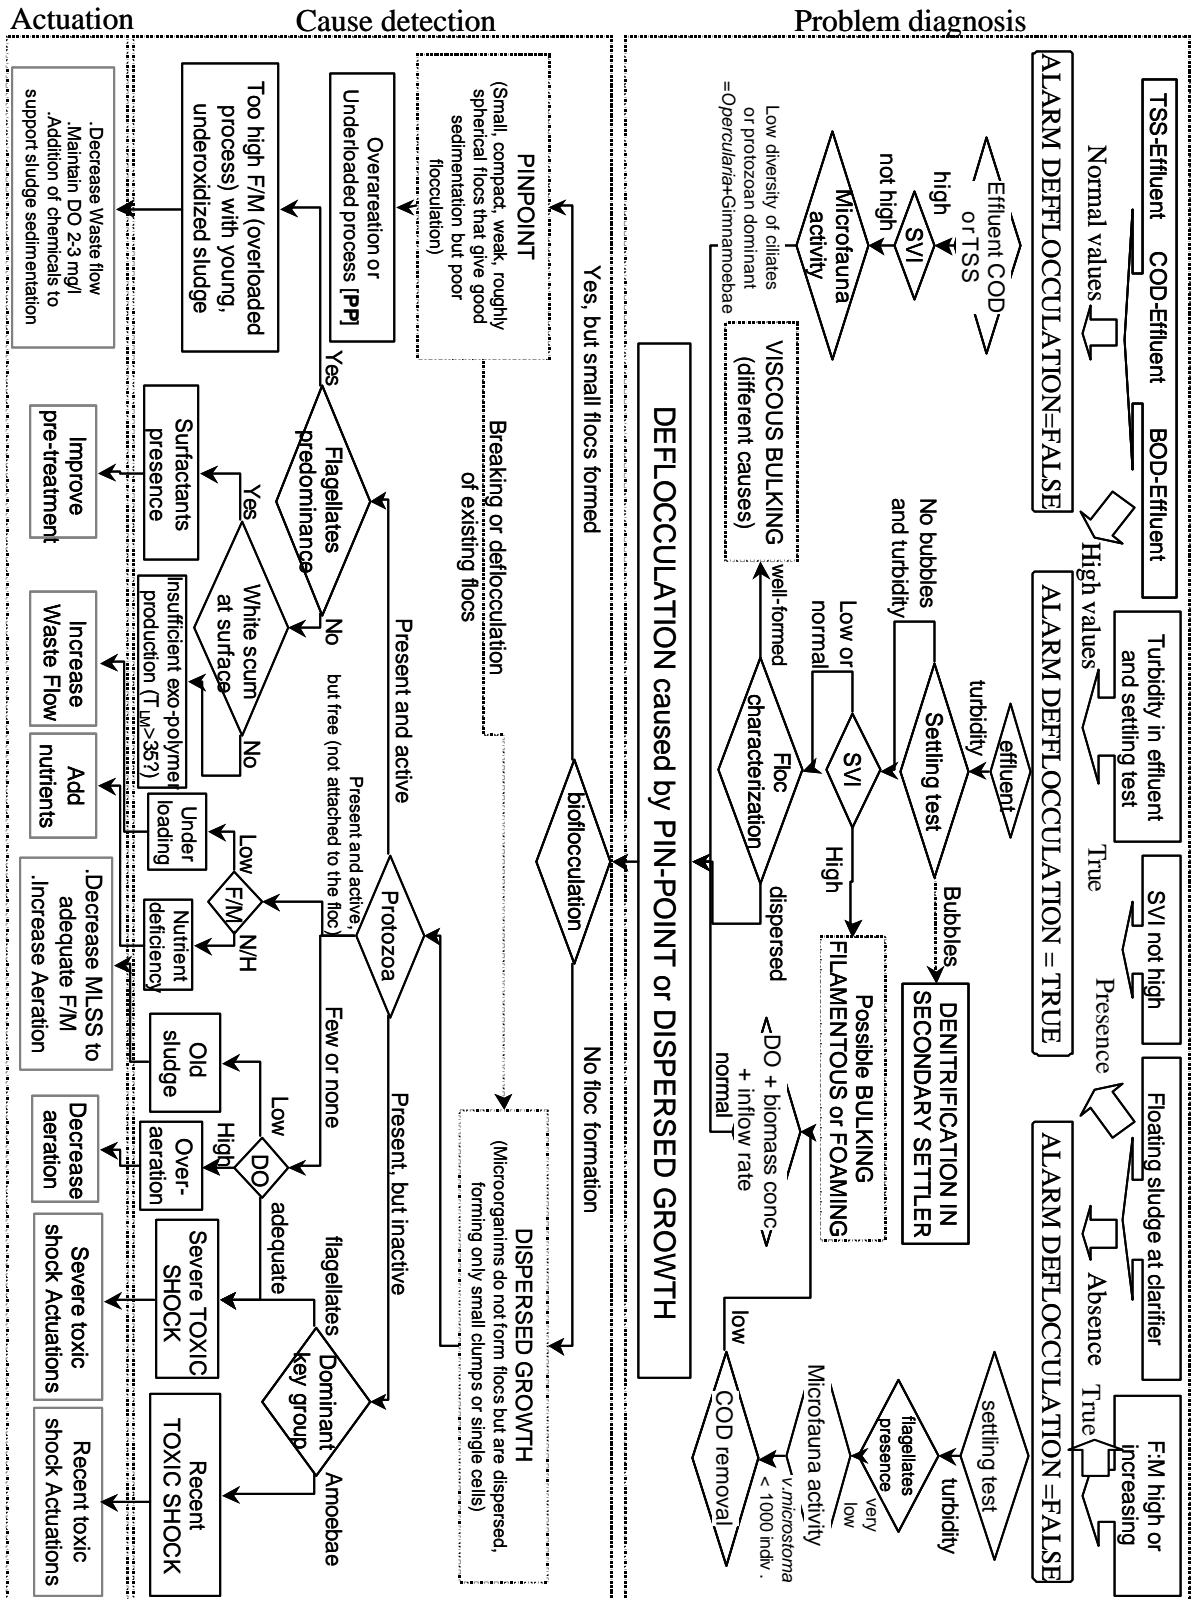 Problem diagnosis
TSS-Effluent
COD-Effluent
BOD-Effluent
Turbidity in effluent
and settling test
SVI not high
Floating sludge at clarifier
F:M high or
increasing
Normal values
High values
True
Presence
Absence
True
ALARM DEFFLOCCULATION=FALSE
ALARM DEFFLOCCULATION = TRUE
ALARM DEFLOCCULATION =FALSE
<Effluent COD>
or TSS
high
SVI
not high
Microfauna
activity
Low diversity of ciliates
or protozoan dominant
=Opercularia+Gimnamoebae
effluent
turbidity
Settling test
No bubbles
and turbidity
Bubbles
DENITRIFICATION IN
SECONDARY SETTLER
SVI
Low or
normal
High
Possible BULKING
FILAMENTOUS or FOAMING
Floc
characterization
well-formed
dispersed
VISCOUS BULKING
(different causes)
<DO + biomass conc>
+ inflow rate
normal
settling test
turbidity
flagellates
presence
very
low
Microfauna activity
v.microstoma
< 1000 indiv.
COD removal
low
DEFLOCCULATION caused by PIN-POINT or DISPERSED GROWTH
Cause detection
bioflocculation
Yes, but small flocs formed
No floc formation
PINPOINT
(Small, compact, weak, roughly
spherical flocs that give good
sedimentation but poor
flocculation)
Breaking or deflocculation
of existing flocs
DISPERSED GROWTH
(Microorganims do not form flocs but are dispersed,
forming only small clumps or single cells)
Overareation or
Underloaded process [PP]
Protozoa
Present and active
Present and active,
but free (not attached to the floc)
Few or none
Present, but inactive
Flagellates
predominance
Yes
No
Too high F/M (overloaded
process) with young,
underoxidized sludge
White scum
at surface
Yes
No
Surfactants
presence
Insufficient exo-polymer
production (TLM>35?)
F/M
Low
N/H
Under
loading
Nutrient
deficiency
DO
Low
High
adequate
Old
sludge
Over-
aeration
Dominant
key group
flagellates
Amoebae
Severe TOXIC
SHOCK
Recent
TOXIC SHOCK
Actuation
.Decrease Waste flow
.Maintain DO 2-3 mg/l
.Addition of chemicals to
support sludge sedimentation
Improve
pre-treatment
Increase
Waste Flow
Add
nutrients
.Decrease MLSS to
adequate F/M
.Increase Aeration
Decrease
aeration
Severe toxic
shock Actuations
Recent toxic
shock Actuations